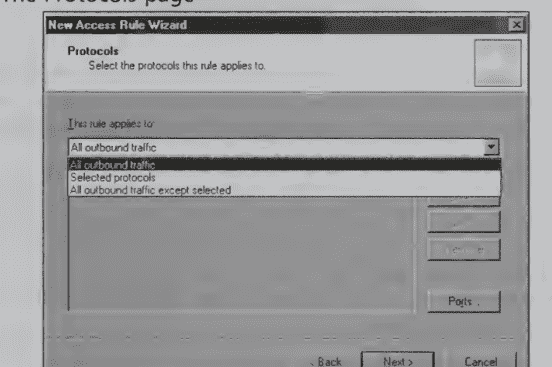 The Protocols page
New Access Rule Wizard
Protocols
Select the protocols this rule applies to.
This rule applies to
All outbound traffic
All outbound traffic
Selected protocols
All outbound traffic except selected
Ports
Back
Next >
Cancel